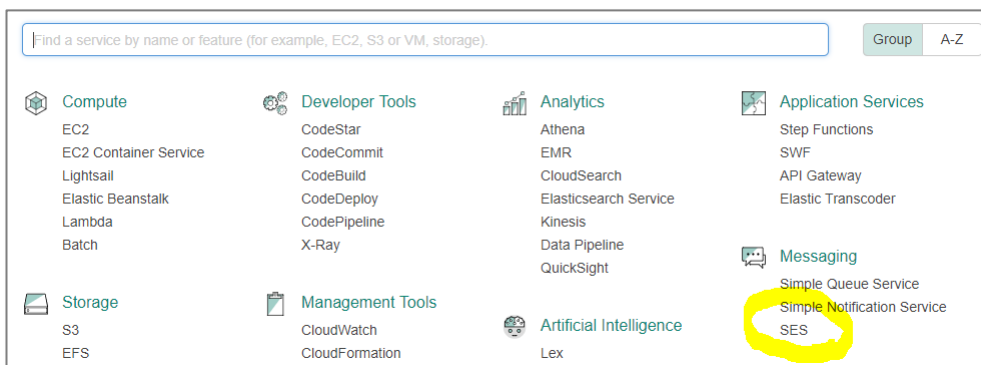 Find a service by name or feature (for example, EC2, S3 or VM, storage).
Group
A-Z
Compute
EC2
EC2 Container Service
Lightsail
Elastic Beanstalk
Lambda
Batch
Storage
S3
EFS
Developer Tools
CodeStar
CodeCommit
CodeBuild
CodeDeploy
CodePipeline
X-Ray
Management Tools
CloudWatch
CloudFormation
Analytics
Athena
EMR
CloudSearch
Elasticsearch Service
Kinesis
Data Pipeline
QuickSight
Artificial Intelligence
Lex
Application Services
Step Functions
SWF
API Gateway
Elastic Transcoder
Messaging
Simple Queue Service
Simple Notification Service
SES